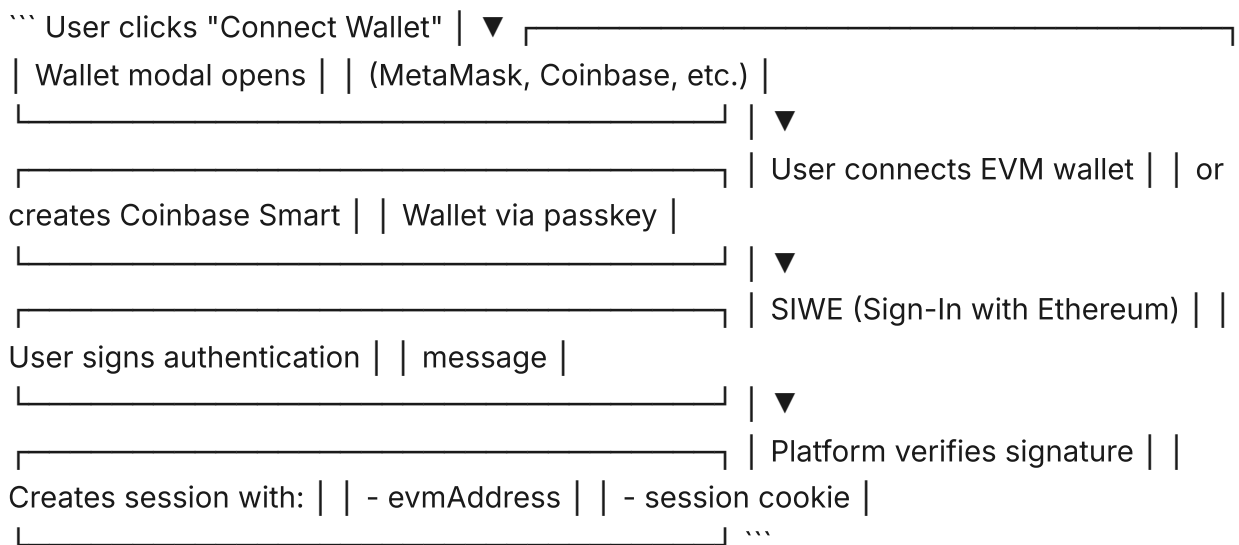 ``` User clicks "Connect Wallet" │ ▼ ┌─────────────────────────────────┐
│ Wallet modal opens │ │ (MetaMask, Coinbase, etc.) │
└─────────────────────────────────┘ │ ▼
┌─────────────────────────────────┐ │ User connects EVM wallet │ │ or
creates Coinbase Smart │ │ Wallet via passkey │
└─────────────────────────────────┘ │ ▼
┌─────────────────────────────────┐ │ SIWE (Sign-In with Ethereum) │ │
User signs authentication │ │ message │
└─────────────────────────────────┘ │ ▼
┌─────────────────────────────────┐ │ Platform verifies signature │ │
Creates session with: │ │ - evmAddress │ │ - session cookie │
└─────────────────────────────────┘ ```